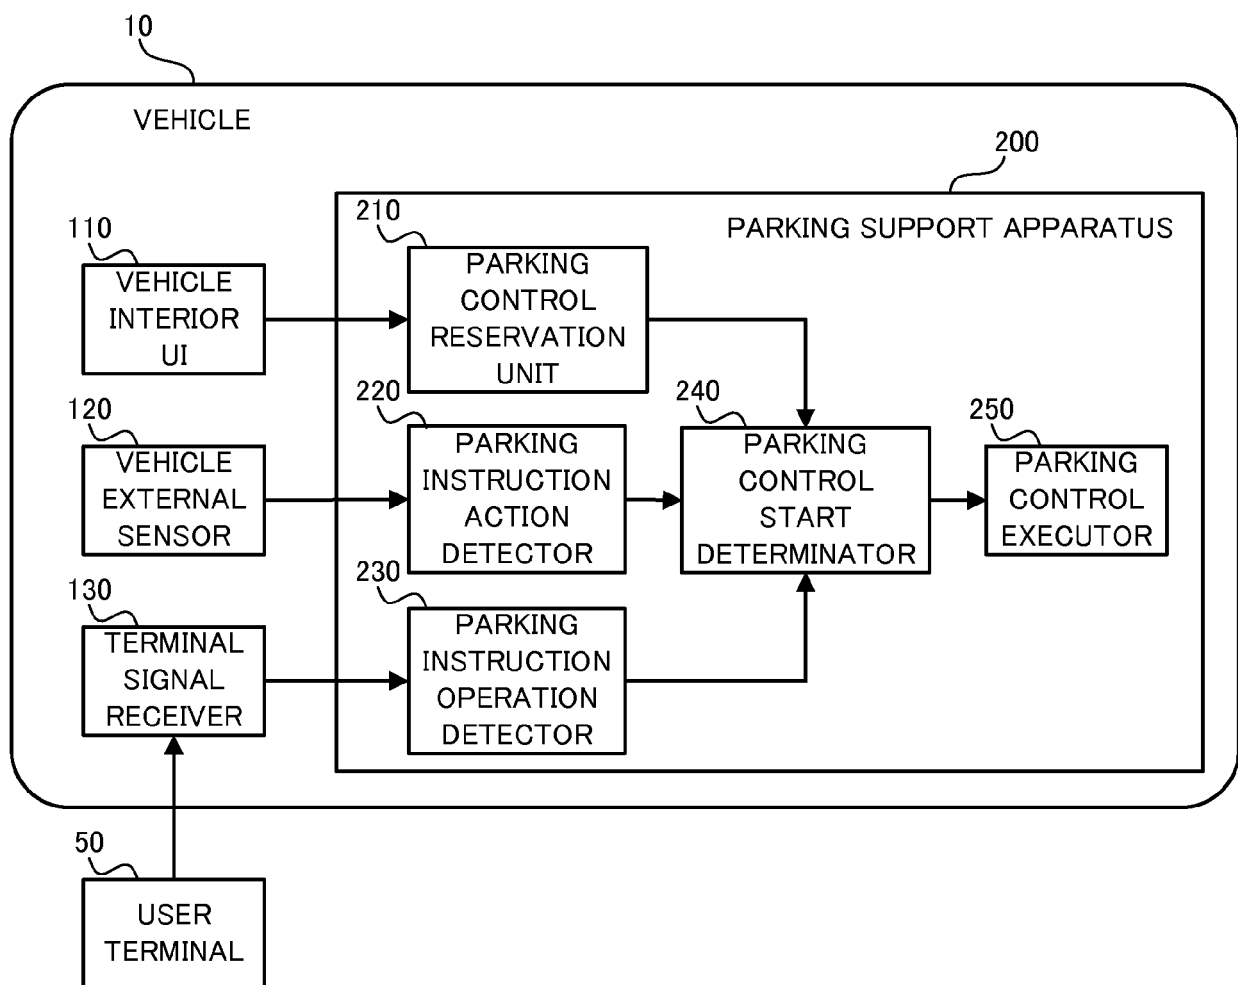 10
VEHICLE
200
PARKING SUPPORT APPARATUS
110
VEHICLE
INTERIOR
UI
210
PARKING
CONTROL
RESERVATION
UNIT
120
VEHICLE
EXTERNAL
SENSOR
220
PARKING
INSTRUCTION
ACTION
DETECTOR
240
PARKING
CONTROL
START
DETERMINATOR
250
PARKING
CONTROL
EXECUTOR
130
TERMINAL
SIGNAL
RECEIVER
230
PARKING
INSTRUCTION
OPERATION
DETECTOR
50
USER
TERMINAL